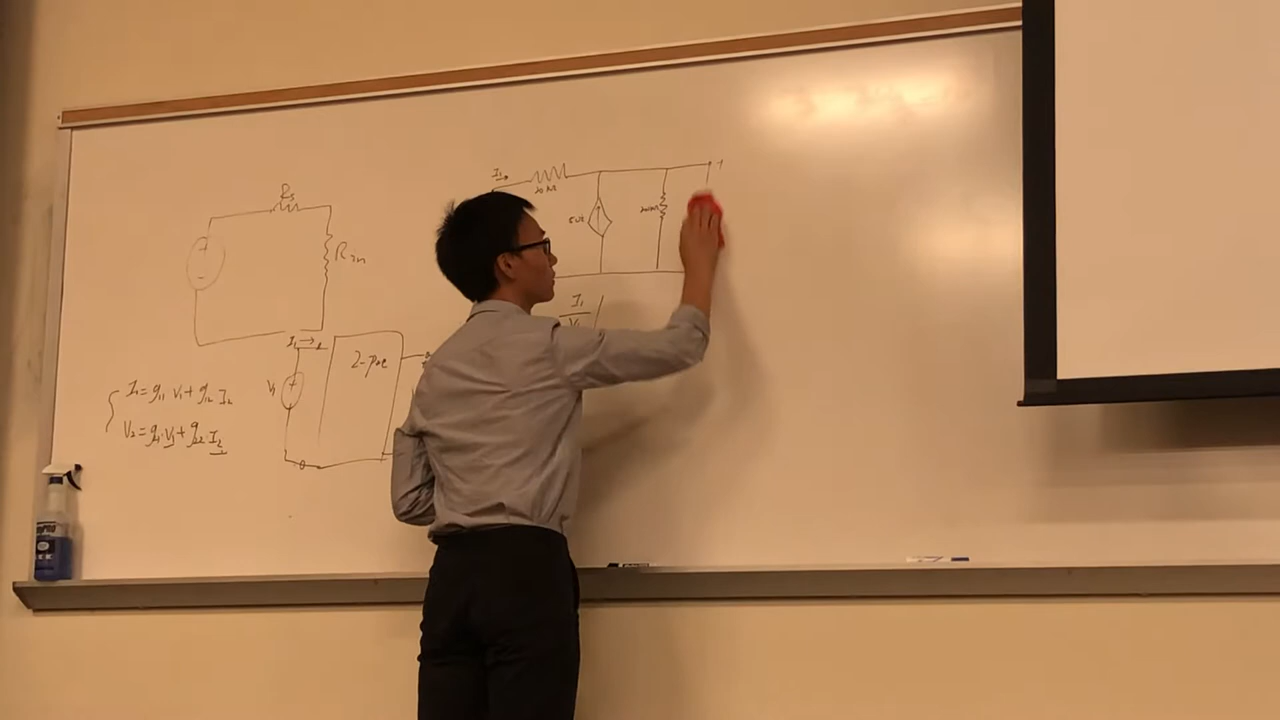 Rs
Rin
I1 →
V1
2-port
I1 = g11 V1 + g12 I2
V2 = g21 · V1 + g22 · I2
I1
I1
V1